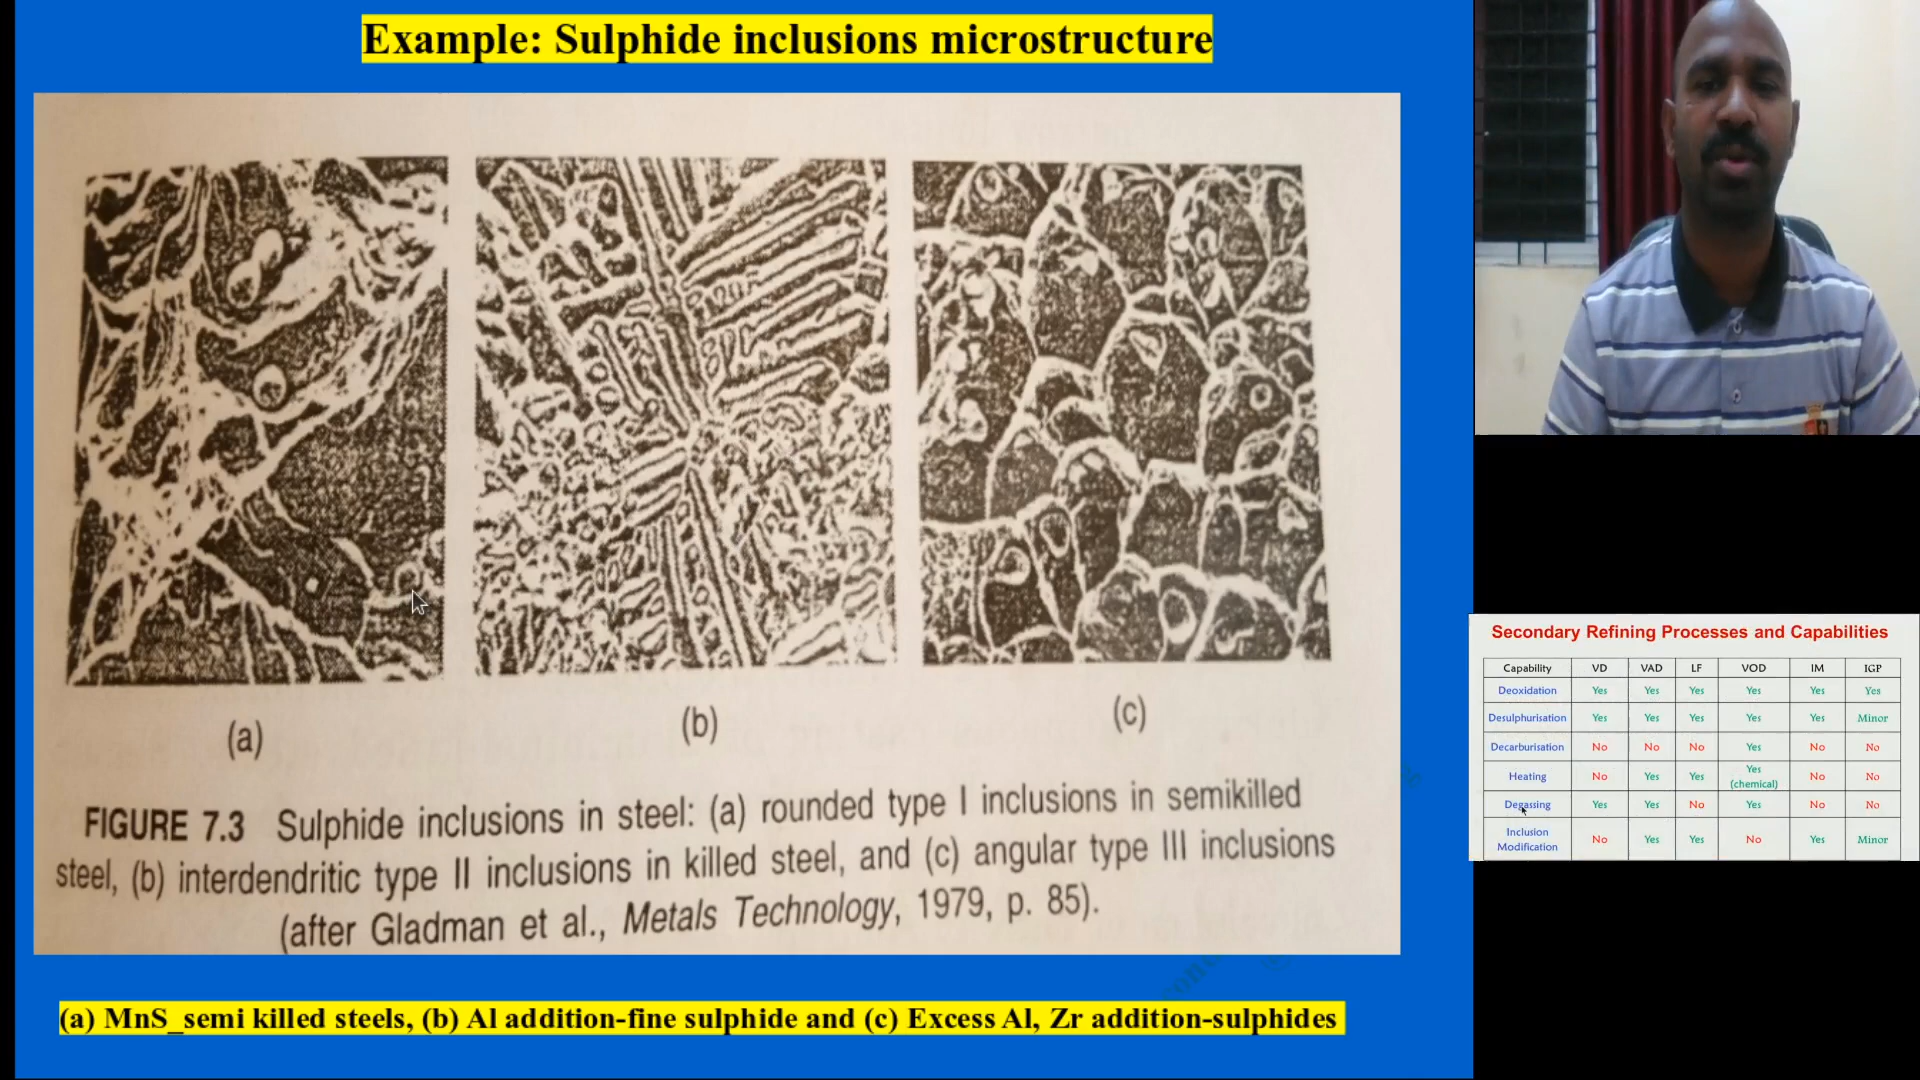 Example: Sulphide inclusions microstructure
(a)
(b)
(c)
FIGURE 7.3 Sulphide inclusions in steel: (a) rounded type I inclusions in semikilled
steel, (b) interdendritic type II inclusions in killed steel, and (c) angular type III inclusions
(after Gladman et al., Metals Technology, 1979, p. 85).
(a) MnS_semi killed steels, (b) Al addition-fine sulphide and (c) Excess Al, Zr addition-sulphides
Secondary Refining Processes and Capabilities
Capability VD VAD LF VOD IM IGP
Deoxidation Yes Yes Yes Yes Yes Yes
Desulphurisation Yes Yes Yes Yes Yes Minor
Decarburisation No No No Yes No No
Heating No Yes Yes Yes (chemical) No No
Degassing Yes Yes No Yes No No
Inclusion Modification No Yes Yes No Yes Minor